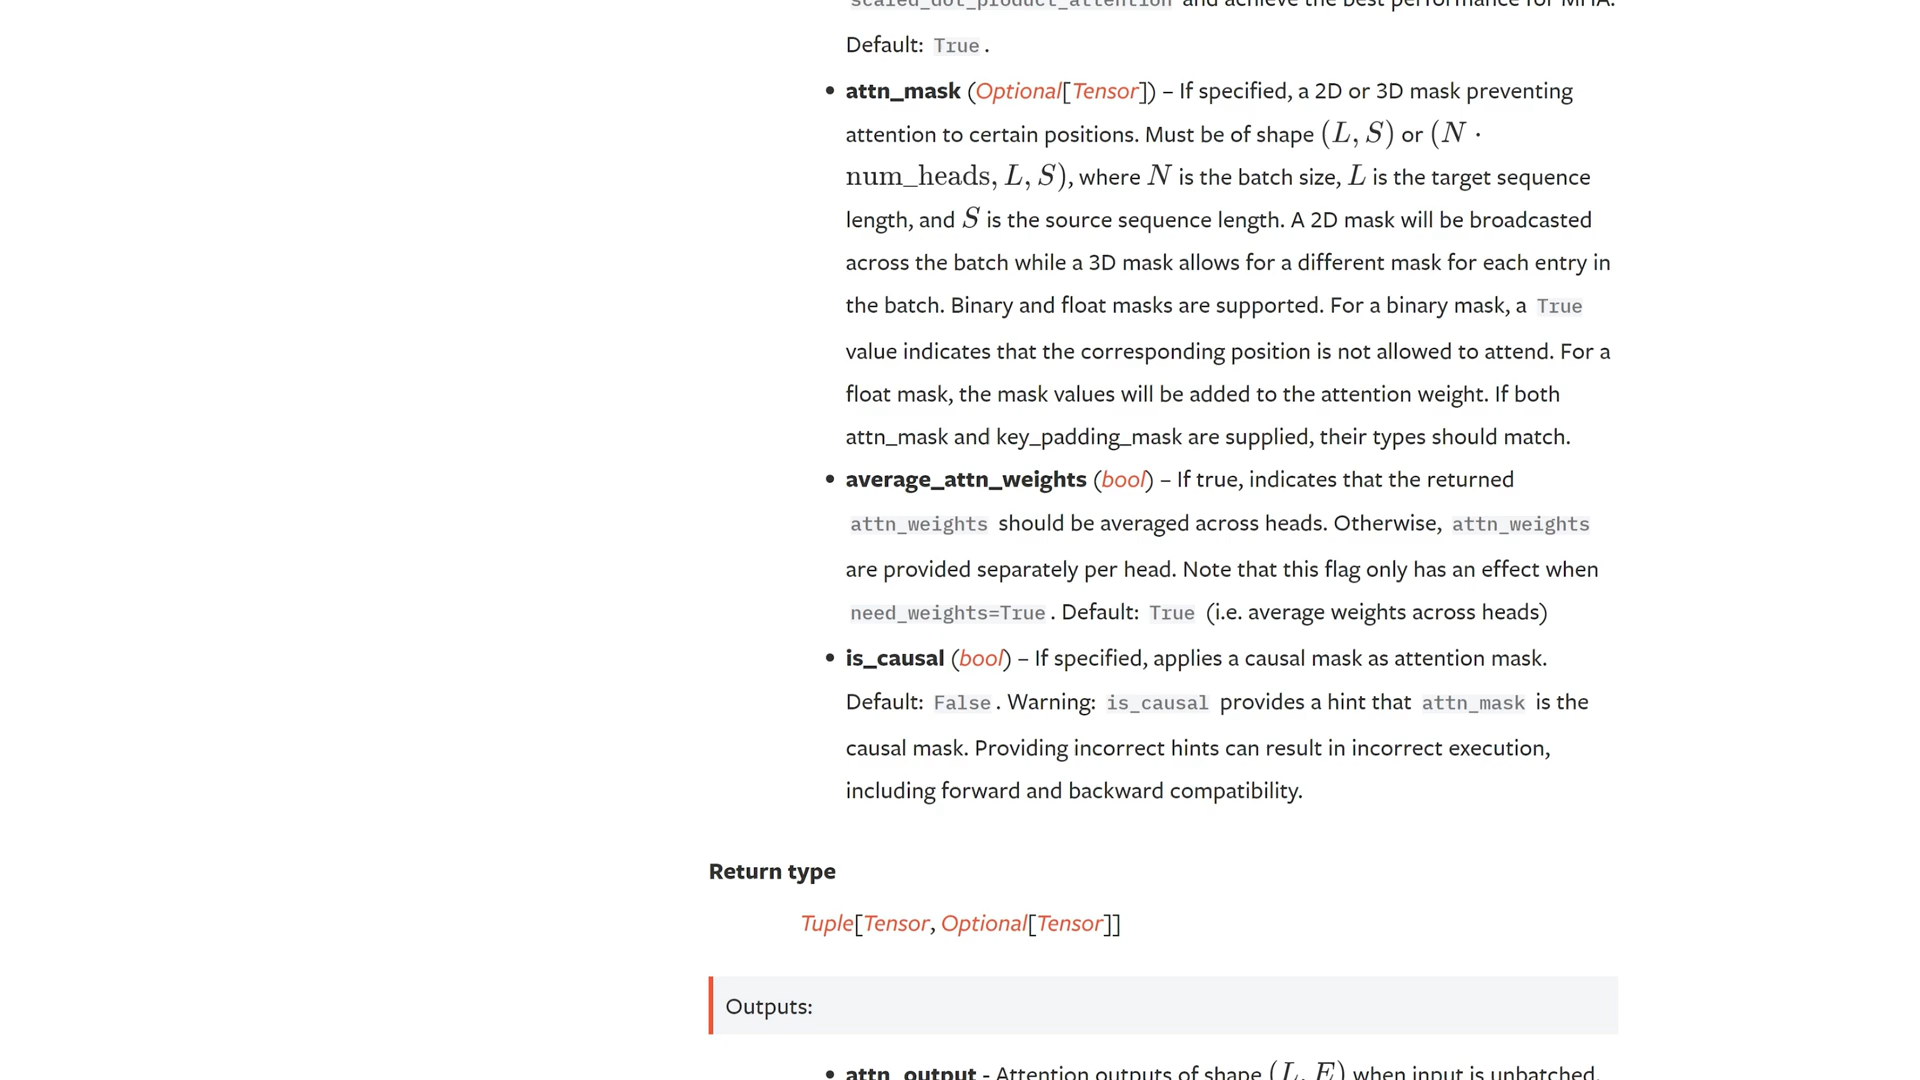 scaled_dot_product_attention and achieve the best performance for MHA.
Default: True.
• attn_mask (Optional[Tensor]) – If specified, a 2D or 3D mask preventing
attention to certain positions. Must be of shape (L, S) or (N ·
num_heads, L, S), where N is the batch size, L is the target sequence
length, and S is the source sequence length. A 2D mask will be broadcasted
across the batch while a 3D mask allows for a different mask for each entry in
the batch. Binary and float masks are supported. For a binary mask, a True
value indicates that the corresponding position is not allowed to attend. For a
float mask, the mask values will be added to the attention weight. If both
attn_mask and key_padding_mask are supplied, their types should match.
• average_attn_weights (bool) – If true, indicates that the returned
attn_weights should be averaged across heads. Otherwise, attn_weights
are provided separately per head. Note that this flag only has an effect when
need_weights=True. Default: True (i.e. average weights across heads)
• is_causal (bool) – If specified, applies a causal mask as attention mask.
Default: False. Warning: is_causal provides a hint that attn_mask is the
causal mask. Providing incorrect hints can result in incorrect execution,
including forward and backward compatibility.
Return type
Tuple[Tensor, Optional[Tensor]]
Outputs:
• attn_output - Attention outputs of shape (L, E) when input is unbatched,